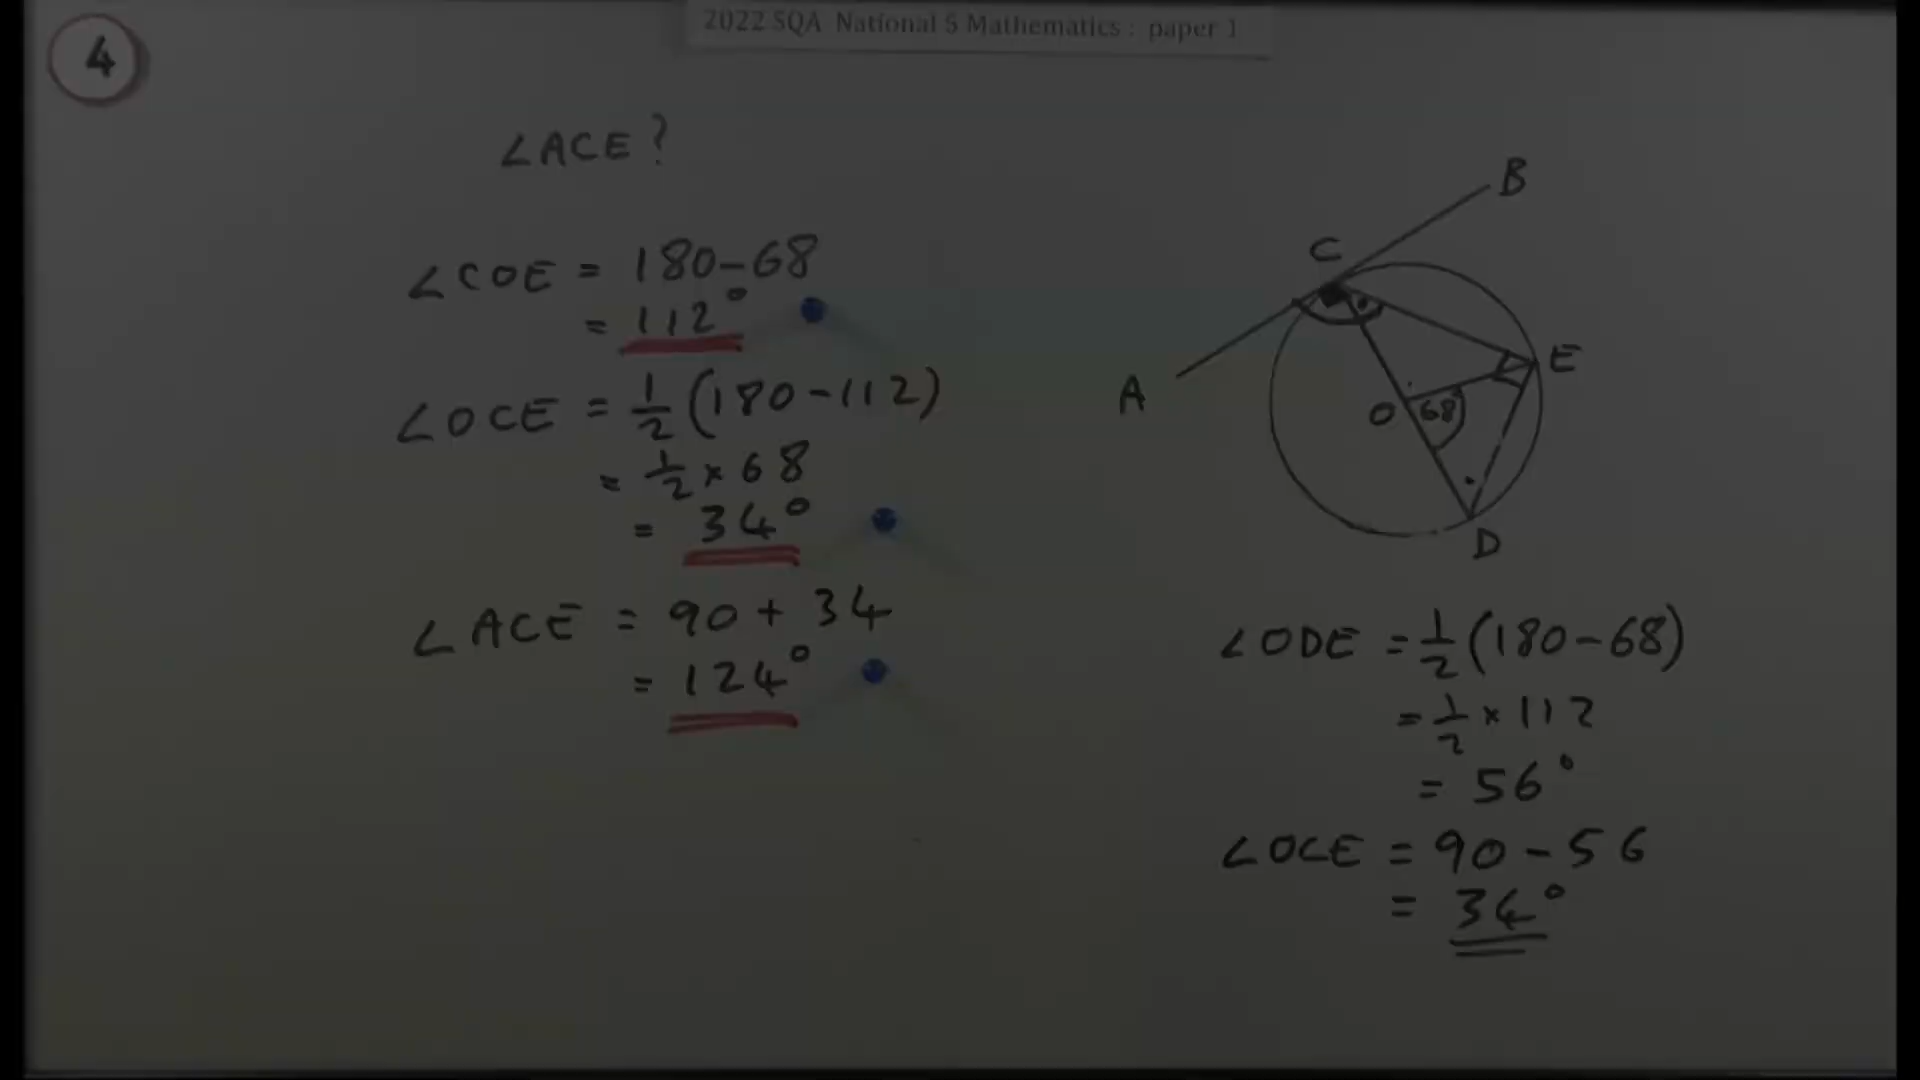 4
2022 SQA National 5 Mathematics : paper 1
∠ACE?
∠COE = 180-68
= 112°
∠OCE = 1/2 (180-112)
= 1/2 × 68
= 34°
∠ACE = 90 + 34
= 124°
B
C
A
E
O 68°
D
∠ODE = 1/2 (180-68)
= 1/2 × 112
= 56°
∠OCE = 90 - 56
= 34°